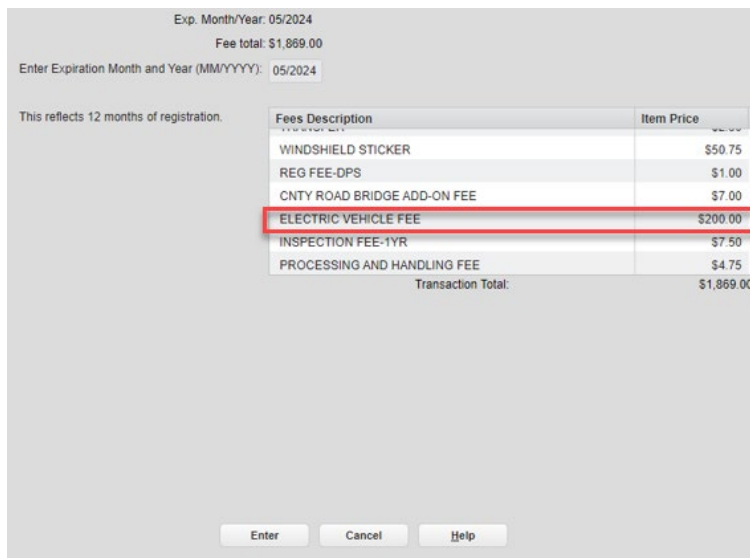 Exp. Month/Year: 05/2024
Fee total: $1,869.00
Enter Expiration Month and Year (MM/YYYY): 05/2024
This reflects 12 months of registration.
Fees Description Item Price
WINDSHIELD STICKER $50.75
REG FEE-DPS $1.00
CNTY ROAD BRIDGE ADD-ON FEE $7.00
ELECTRIC VEHICLE FEE $200.00
INSPECTION FEE-1YR $7.50
PROCESSING AND HANDLING FEE $4.75
Transaction Total: $1,869.00
Enter Cancel Help